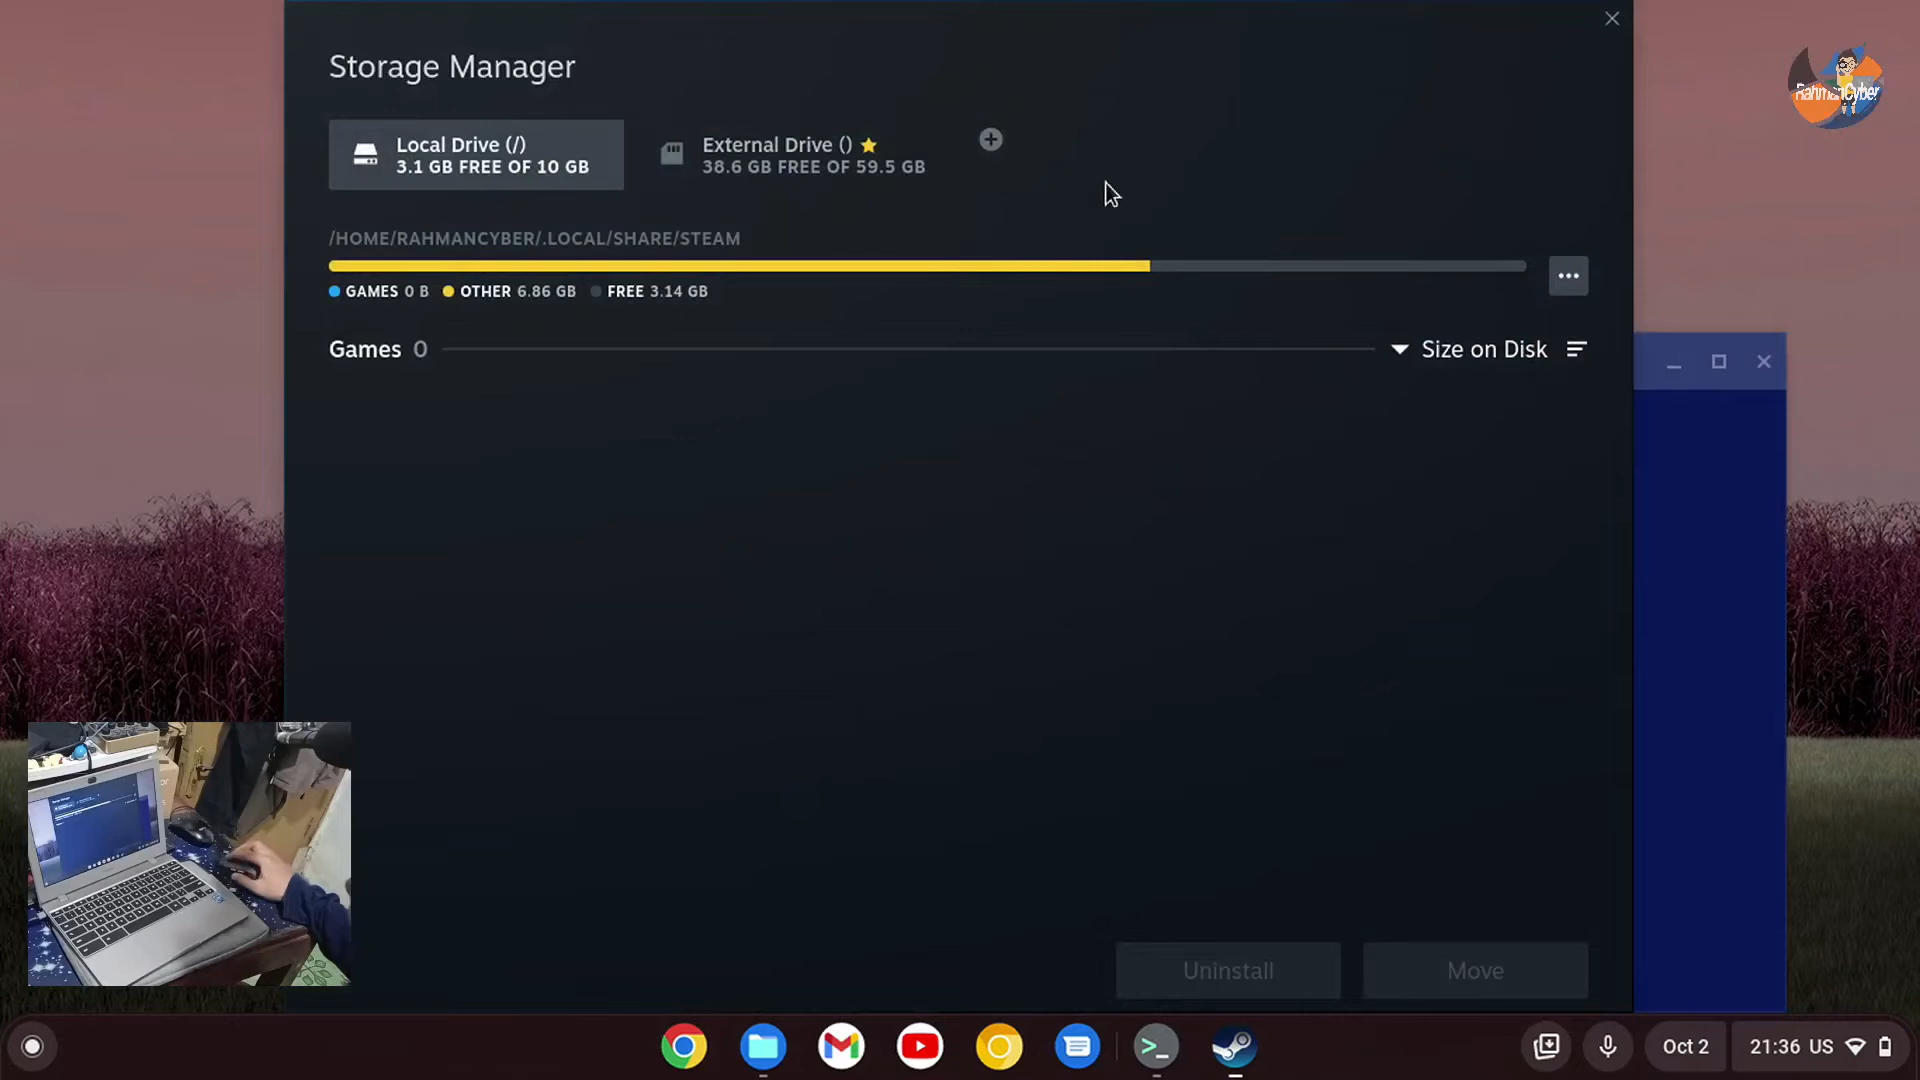 Storage Manager
RahmanCyber
Local Drive (/)
3.1 GB FREE OF 10 GB
External Drive ()
38.6 GB FREE OF 59.5 GB
/HOME/RAHMANCYBER/.LOCAL/SHARE/STEAM
GAMES 0 B OTHER 6.86 GB FREE 3.14 GB
Games 0
Size on Disk
Uninstall
Move
Oct 2
21:36 US